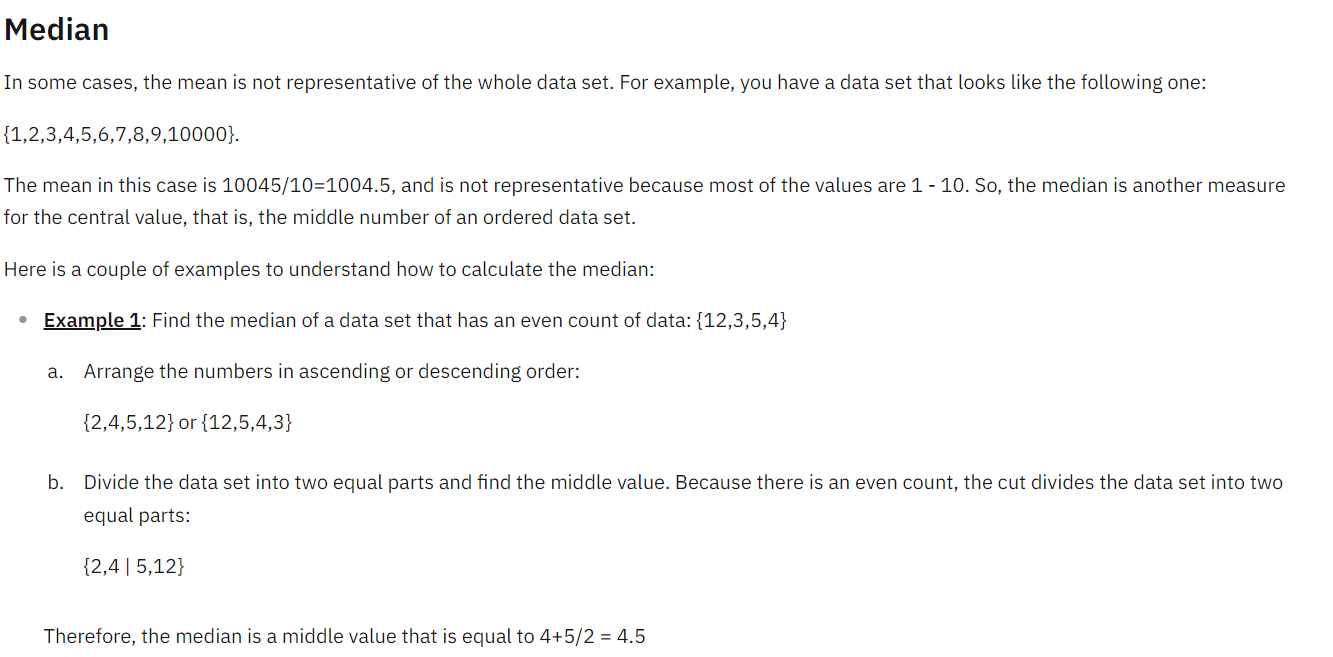 Median
In some cases, the mean is not representative of the whole data set. For example, you have a data set that looks like the following one:
{1,2,3,4,5,6,7,8,9,10000}.
The mean in this case is 10045/10=1004.5, and is not representative because most of the values are 1 - 10. So, the median is another measure
for the central value, that is, the middle number of an ordered data set.
Here is a couple of examples to understand how to calculate the median:
• Example 1: Find the median of a data set that has an even count of data: {12,3,5,4}
a. Arrange the numbers in ascending or descending order:
{2,4,5,12} or {12,5,4,3}
b. Divide the data set into two equal parts and find the middle value. Because there is an even count, the cut divides the data set into two
equal parts:
{2,4 | 5,12}
Therefore, the median is a middle value that is equal to 4+5/2 = 4.5